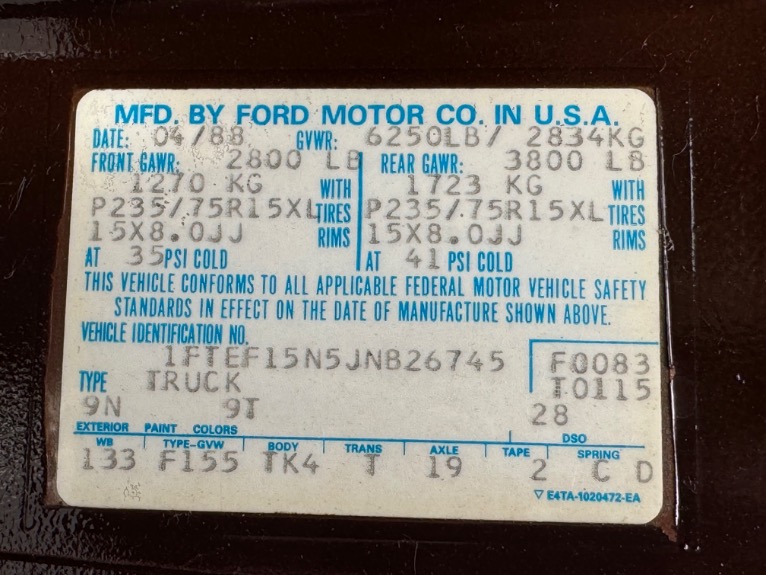 MFD. BY FORD MOTOR CO. IN U.S.A.
DATE: 04/88 GVWR: 6250LB/ 2834KG
FRONT GAWR: 2800 LB REAR GAWR: 3800 LB
1270 KG WITH 1723 KG WITH
P235/75R15XL TIRES P235/75R15XL TIRES
15X8.0JJ RIMS 15X8.0JJ RIMS
AT 35 PSI COLD AT 41 PSI COLD
THIS VEHICLE CONFORMS TO ALL APPLICABLE FEDERAL MOTOR VEHICLE SAFETY
STANDARDS IN EFFECT ON THE DATE OF MANUFACTURE SHOWN ABOVE.
VEHICLE IDENTIFICATION NO.
1FTEF15N5JNB26745 F0083
TYPE TRUCK T0115
9N 9T 28
EXTERIOR PAINT COLORS DSO
WB TYPE-GVW BODY TRANS AXLE TAPE SPRING
133 F155 TK4 T 19 2 C D
▽ E4TA-1020472-EA